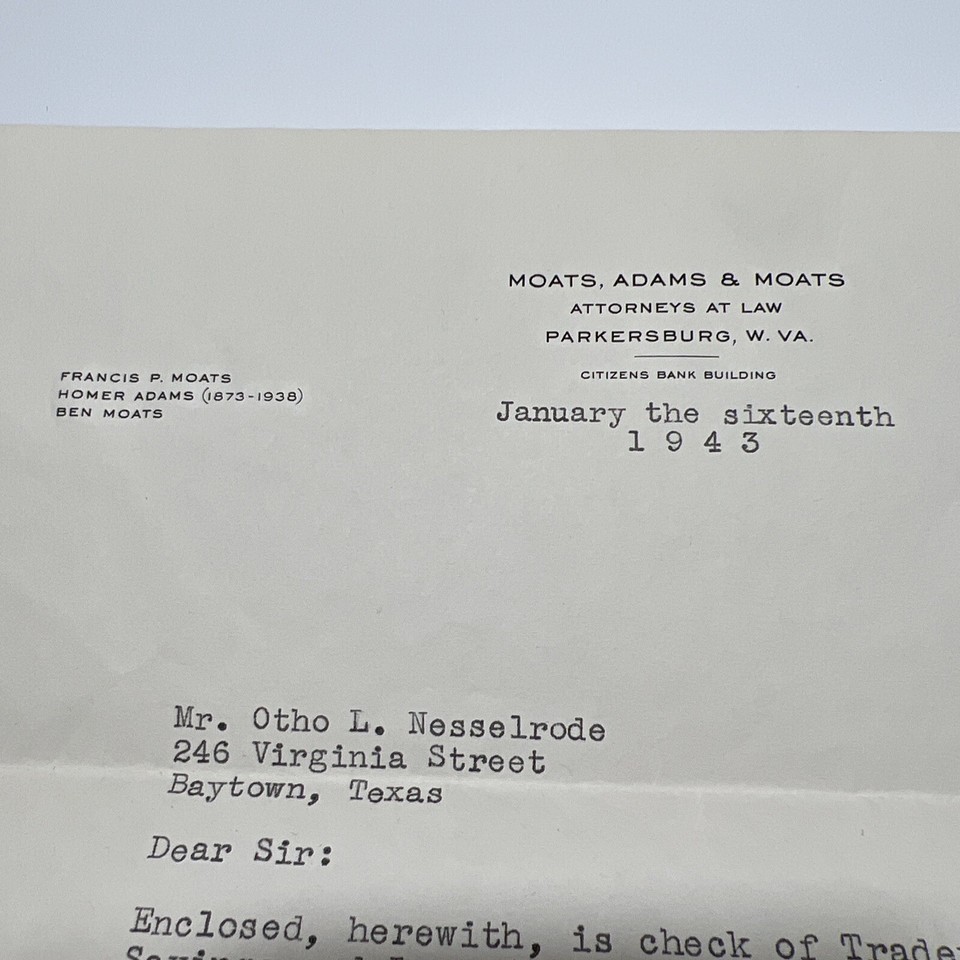 MOATS, ADAMS & MOATS
ATTORNEYS AT LAW
PARKERSBURG, W. VA.
CITIZENS BANK BUILDING
FRANCIS P. MOATS
HOMER ADAMS (1873-1938)
BEN MOATS
January the sixteenth
1 9 4 3
Mr. Otho L. Nesselrode
246 Virginia Street
Baytown, Texas
Dear Sir:
Enclosed, herewith, is check of